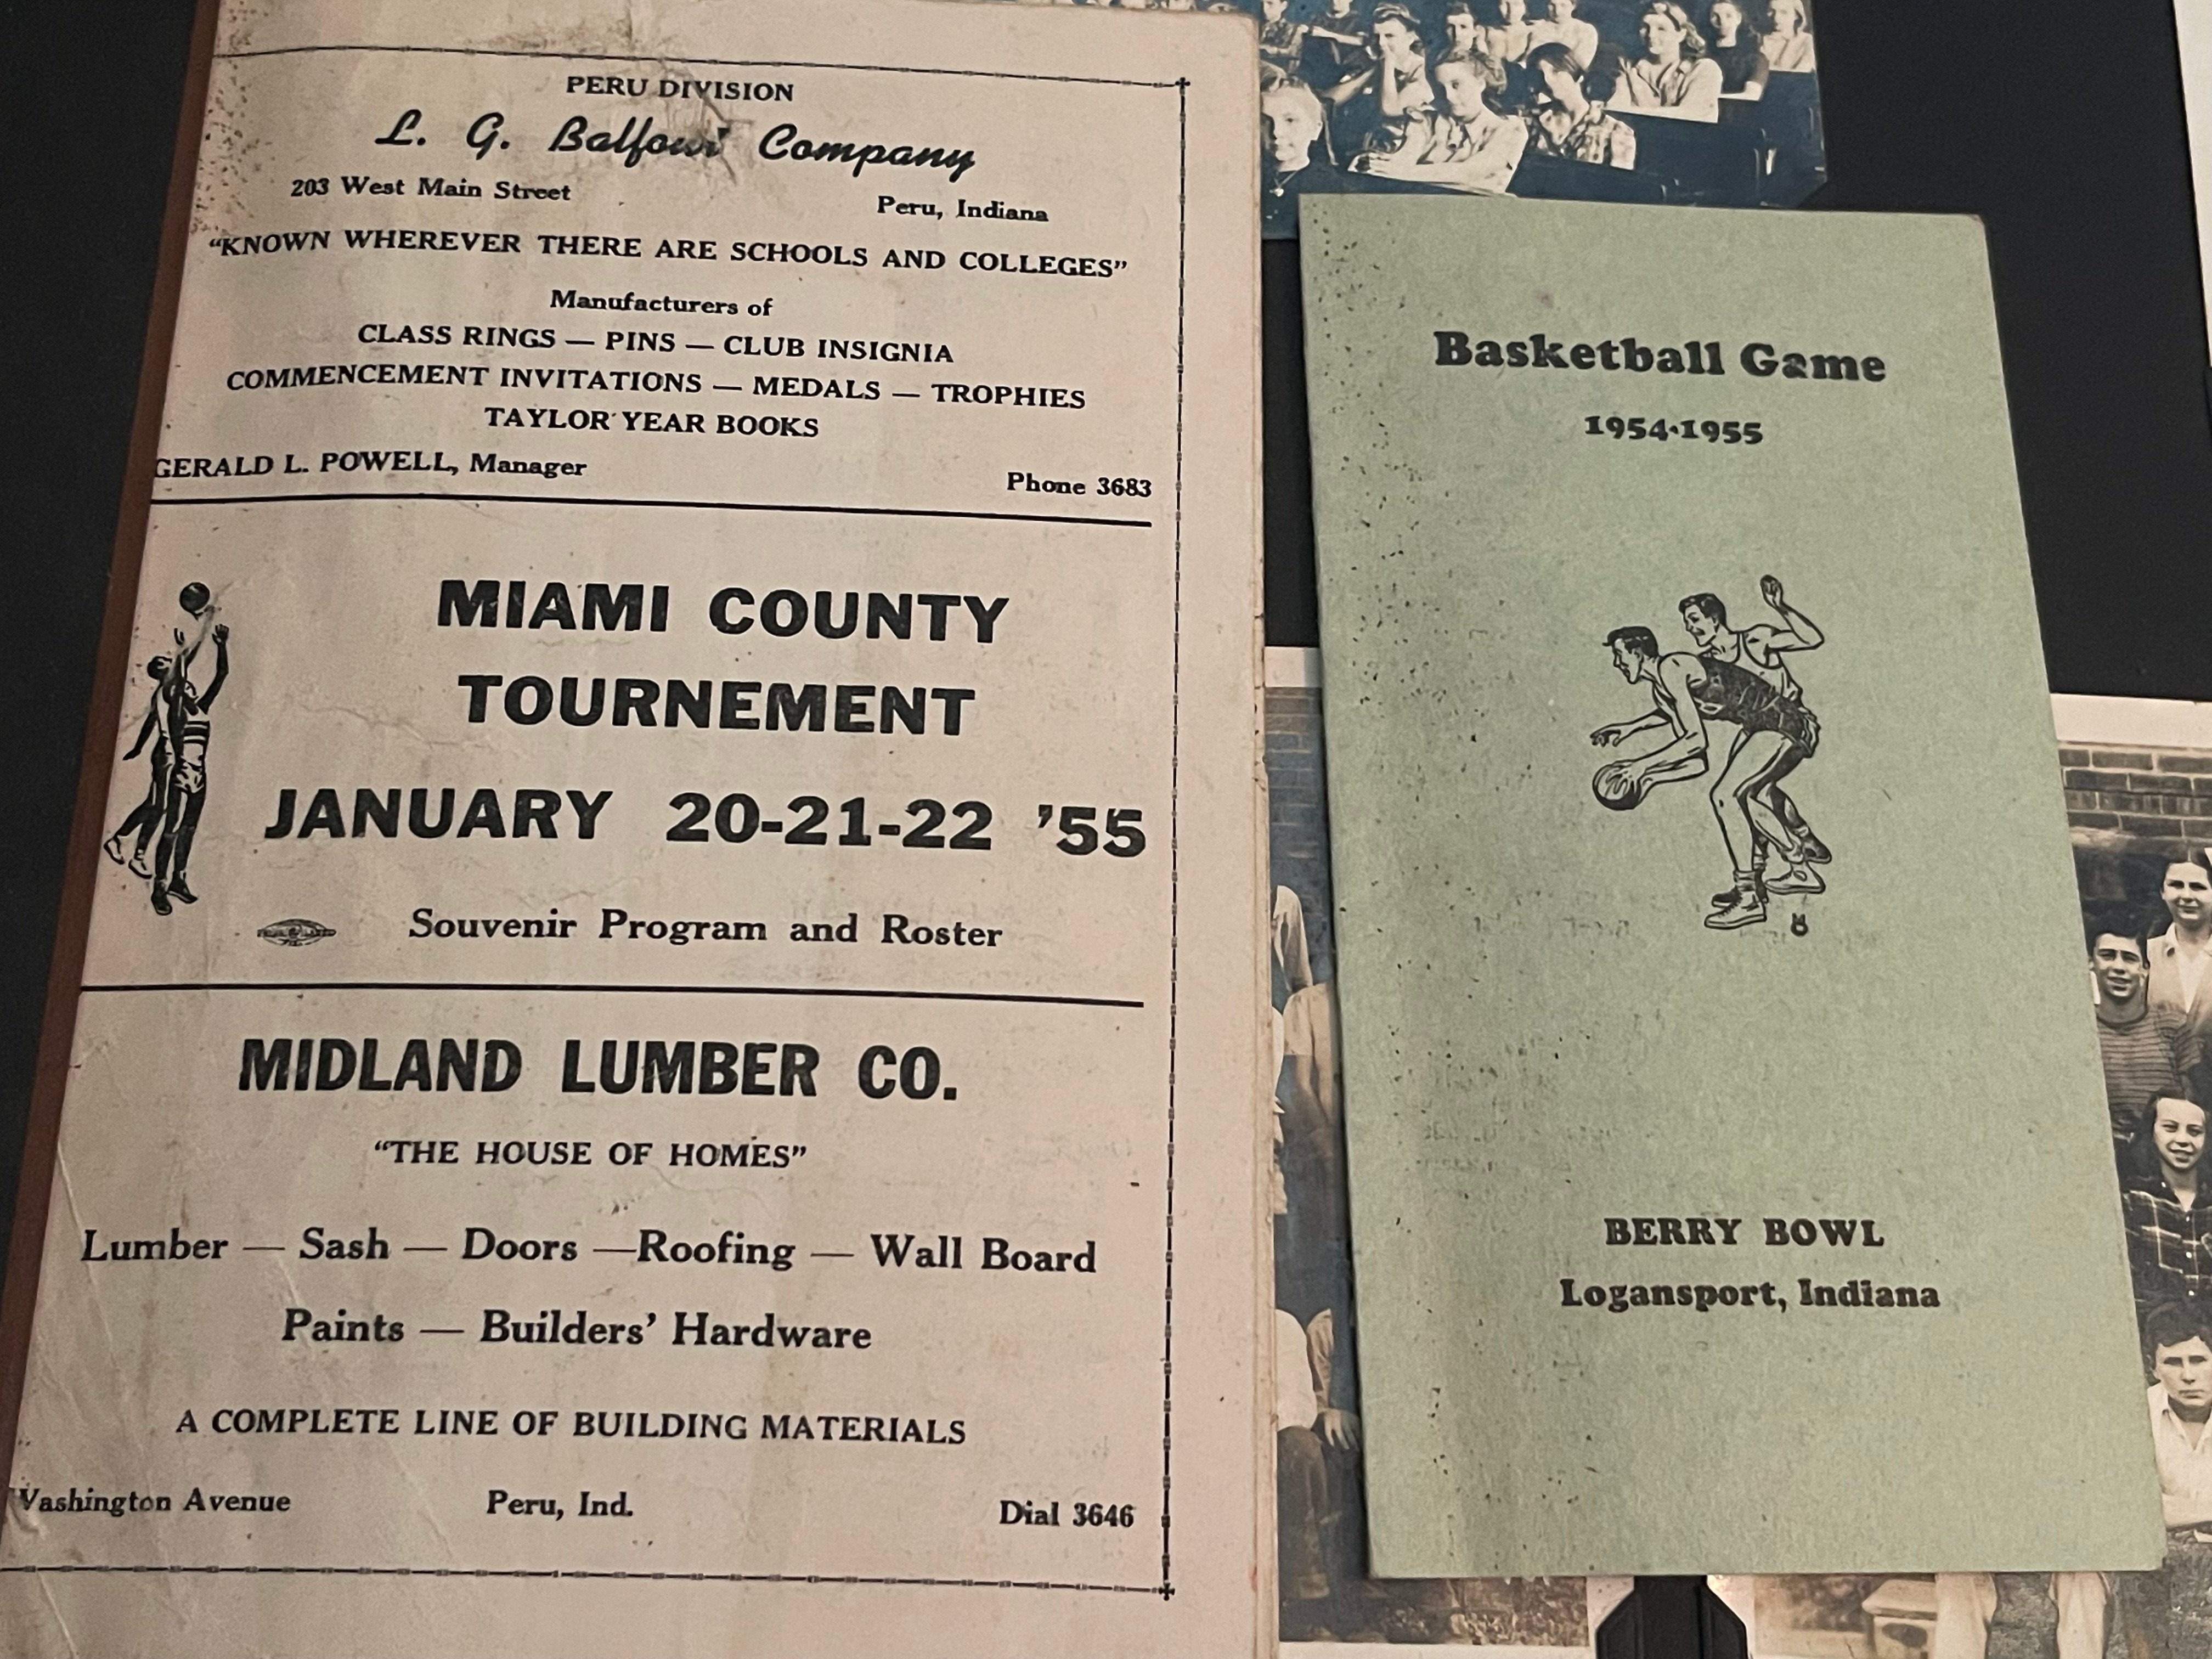 PERU DIVISION
L. G. Balfour Company
203 West Main Street Peru, Indiana
“KNOWN WHEREVER THERE ARE SCHOOLS AND COLLEGES”
Manufacturers of
CLASS RINGS — PINS — CLUB INSIGNIA
COMMENCEMENT INVITATIONS — MEDALS — TROPHIES
TAYLOR YEAR BOOKS
GERALD L. POWELL, Manager Phone 3683
MIAMI COUNTY
TOURNEMENT
JANUARY 20-21-22 ’55
Souvenir Program and Roster
MIDLAND LUMBER CO.
“THE HOUSE OF HOMES”
Lumber — Sash — Doors —Roofing — Wall Board
Paints — Builders’ Hardware
A COMPLETE LINE OF BUILDING MATERIALS
Washington Avenue Peru, Ind. Dial 3646
Basketball Game
1954-1955
BERRY BOWL
Logansport, Indiana